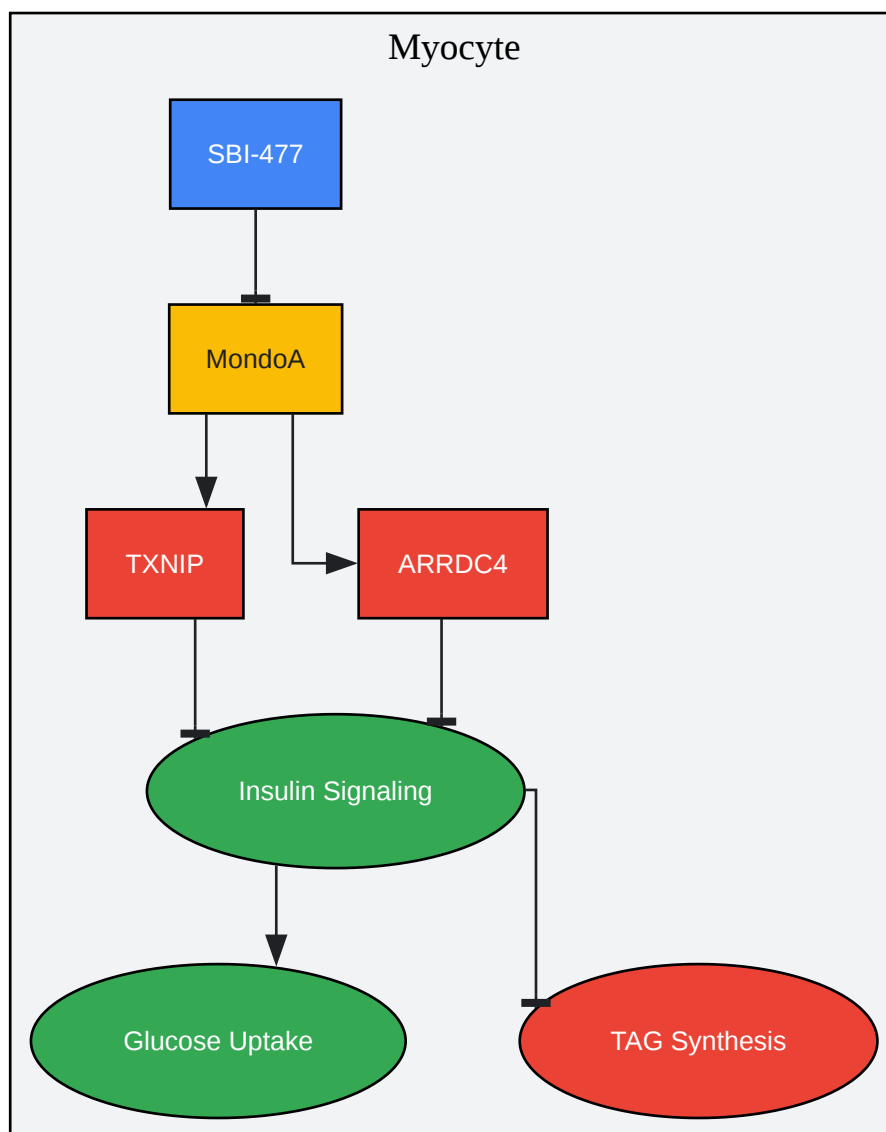 Myocyte
SBI-477
MondoA
TXNIP
ARRDC4
Insulin Signaling
Glucose Uptake
TAG Synthesis